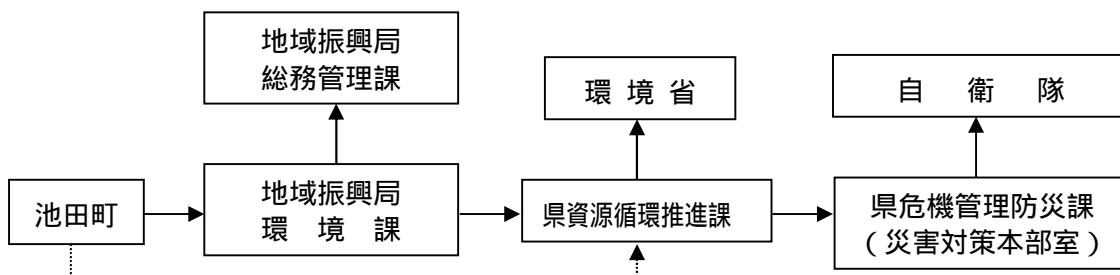 地域振興局
総務管理課
環 境 省
自 衛 隊
池田町
地域振興局
環 境 課
県資源循環推進課
県危機管理防災課
（災害対策本部室）